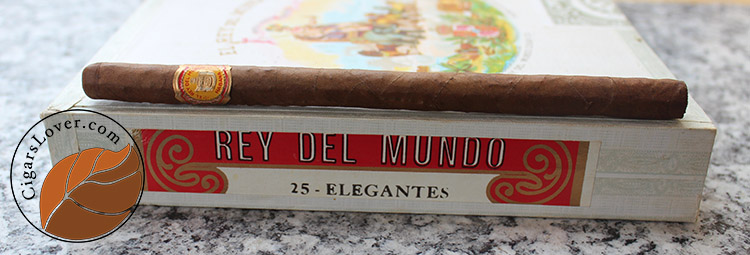 REY DEL MUNDO
25 - ELEGANTES
CigarsLover.com